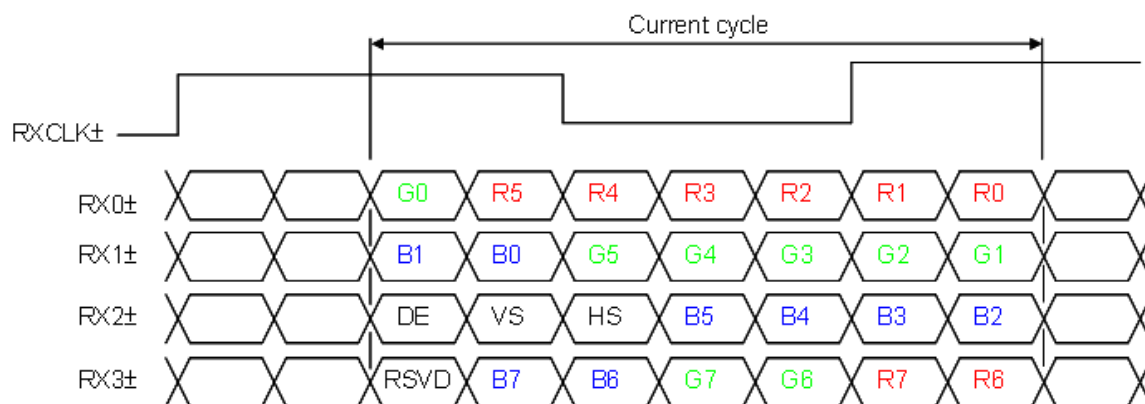 Current cycle
RXCLK±
RX0± G0 R5 R4 R3 R2 R1 R0
RX1± B1 B0 G5 G4 G3 G2 G1
RX2± DE VS HS B5 B4 B3 B2
RX3± RSVD B7 B6 G7 G6 R7 R6